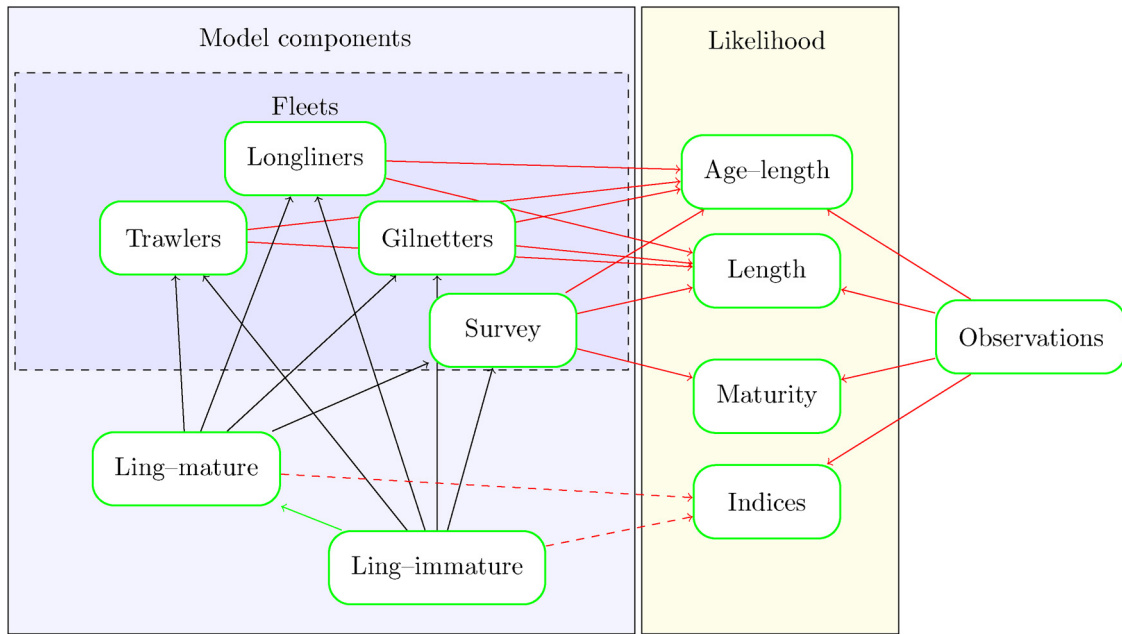 Model components
Likelihood
Fleets
Longliners
Age–length
Trawlers
Gilnetters
Length
Survey
Observations
Maturity
Ling–mature
Indices
Ling–immature